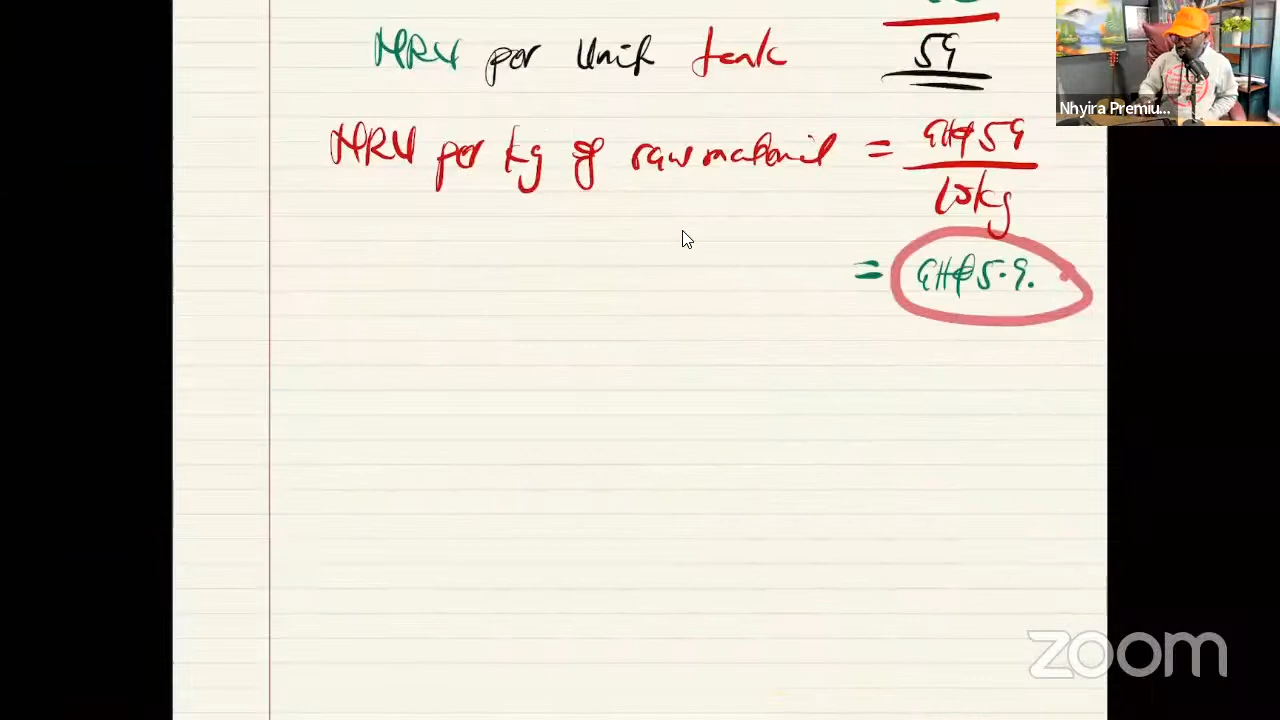 59
NRV per Unit tank
Nhyira Premiu...
NRV per kg of raw material = GH₵59
10kg
= GH₵5.9.
zoom